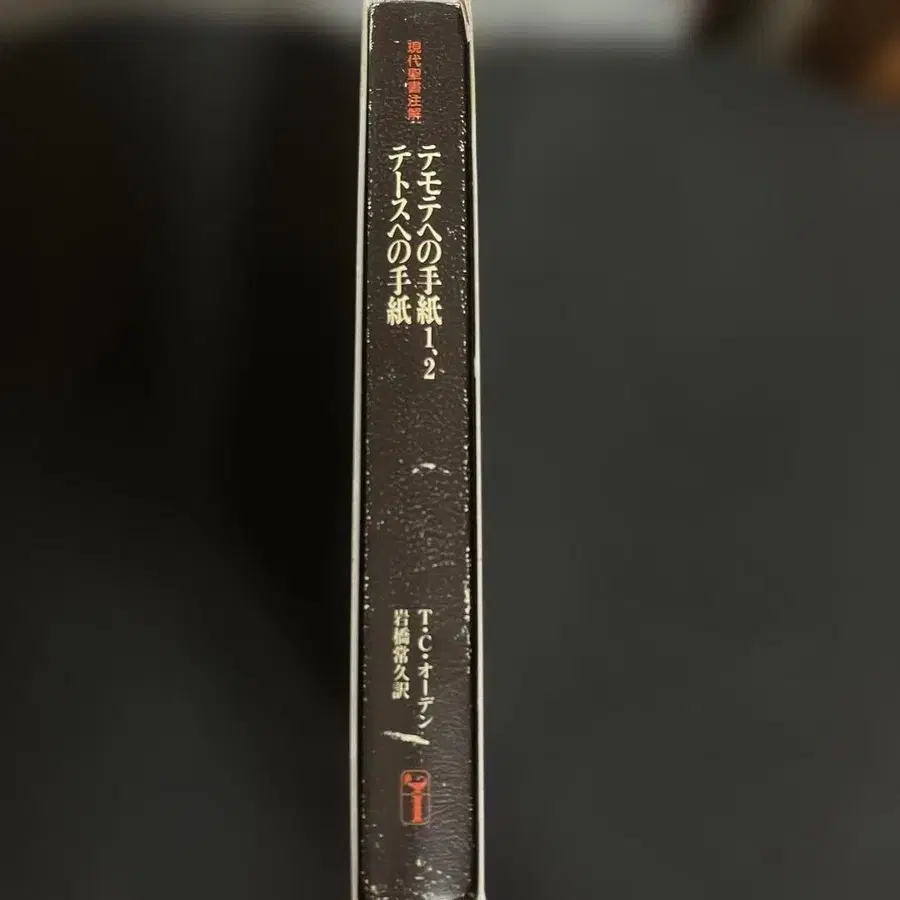 現代聖書注解
テモテへの手紙1、2
テトスへの手紙
T・C・オーデン
岩橋常久訳